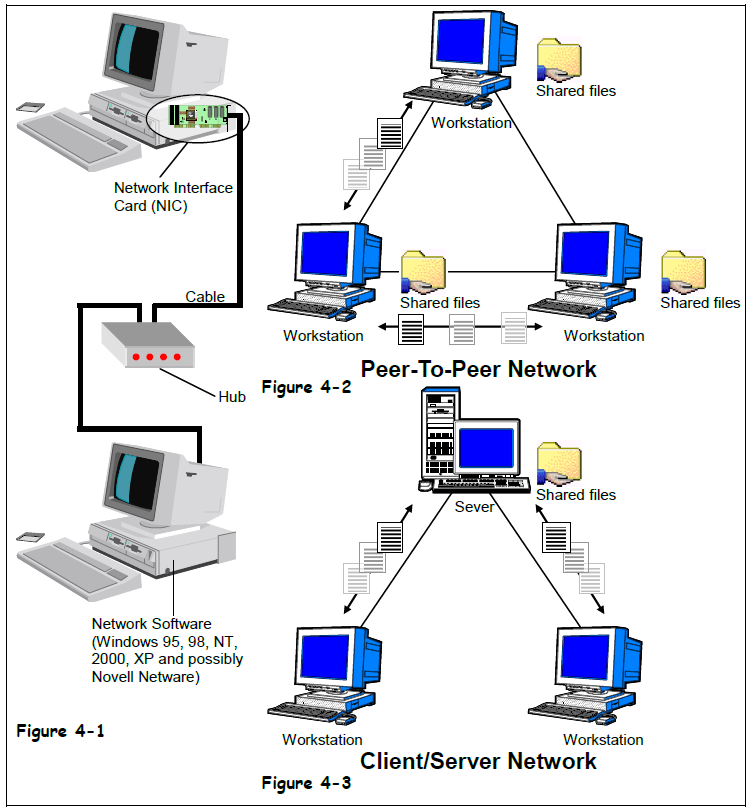 Network Interface
Card (NIC)
Cable
Hub
Network Software
(Windows 95, 98, NT,
2000, XP and possibly
Novell Netware)
Figure 4-1
Shared files
Workstation
Shared files
Workstation
Shared files
Workstation
Peer-To-Peer Network
Figure 4-2
Shared files
Sever
Workstation
Workstation
Client/Server Network
Figure 4-3